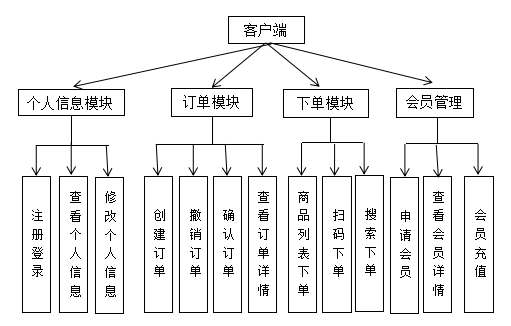 客户端
个人信息模块
订单模块
下单模块
会员管理
注册登录
查看个人信息
修改个人信息
创建订单
撤销订单
确认订单
查看订单详情
商品列表下单
扫码下单
搜索下单
申请会员
查看会员详情
会员充值